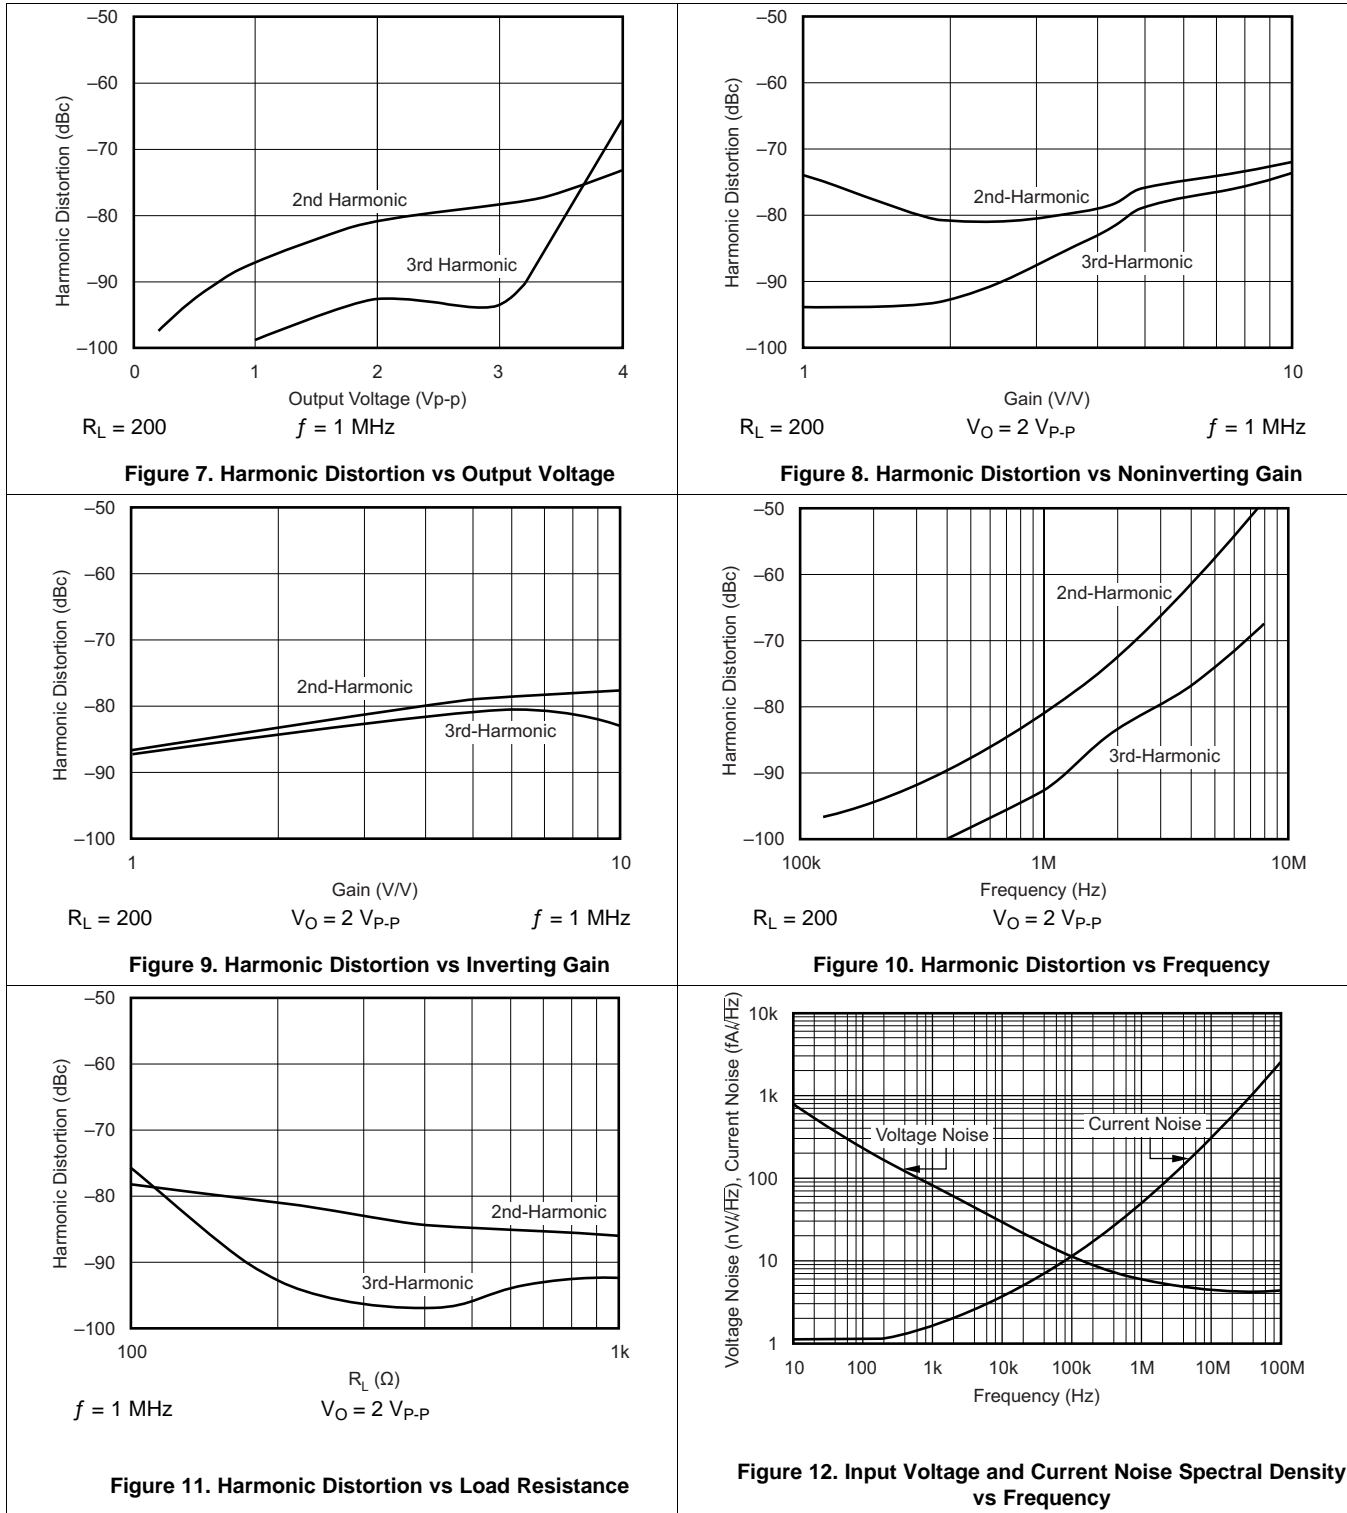 –50
–60
–70
–80
–90
–100
Harmonic Distortion (dBc)
2nd Harmonic
3rd Harmonic
0 1 2 3 4
Output Voltage (Vp-p)
RL = 200 ƒ = 1 MHz
Figure 7. Harmonic Distortion vs Output Voltage
–50
–60
–70
–80
–90
–100
Harmonic Distortion (dBc)
2nd-Harmonic
3rd-Harmonic
1 10
Gain (V/V)
RL = 200 VO = 2 VP-P ƒ = 1 MHz
Figure 8. Harmonic Distortion vs Noninverting Gain
–50
–60
–70
–80
–90
–100
Harmonic Distortion (dBc)
2nd-Harmonic
3rd-Harmonic
1 10
Gain (V/V)
RL = 200 VO = 2 VP-P ƒ = 1 MHz
Figure 9. Harmonic Distortion vs Inverting Gain
–50
–60
–70
–80
–90
–100
Harmonic Distortion (dBc)
2nd-Harmonic
3rd-Harmonic
100k 1M 10M
Frequency (Hz)
RL = 200 VO = 2 VP-P
Figure 10. Harmonic Distortion vs Frequency
–50
–60
–70
–80
–90
–100
Harmonic Distortion (dBc)
2nd-Harmonic
3rd-Harmonic
100 1k
RL (Ω)
ƒ = 1 MHz VO = 2 VP-P
Figure 11. Harmonic Distortion vs Load Resistance
10k
1k
100
10
1
Voltage Noise (nV/√Hz), Current Noise (fA/√Hz)
Voltage Noise
Current Noise
10 100 1k 10k 100k 1M 10M 100M
Frequency (Hz)
Figure 12. Input Voltage and Current Noise Spectral Density
vs Frequency